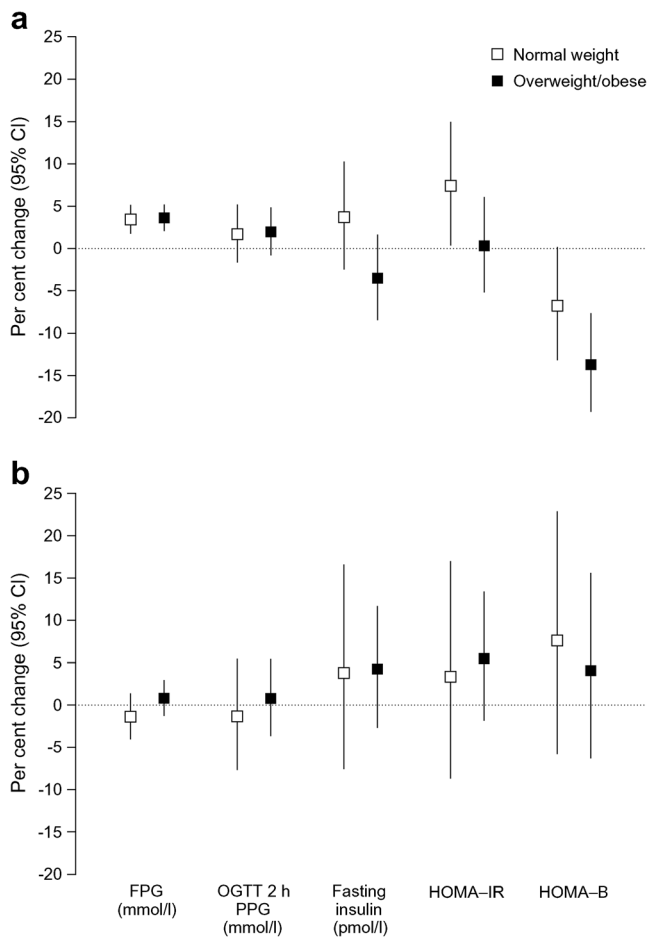 a
25
20
15
10
5
0
-5
-10
-15
-20
Per cent change (95% CI)
Normal weight
Overweight/obese
b
25
20
15
10
5
0
-5
-10
-15
-20
Per cent change (95% CI)
FPG
(mmol/l)
OGTT 2 h
PPG
(mmol/l)
Fasting
insulin
(pmol/l)
HOMA–IR
HOMA–B